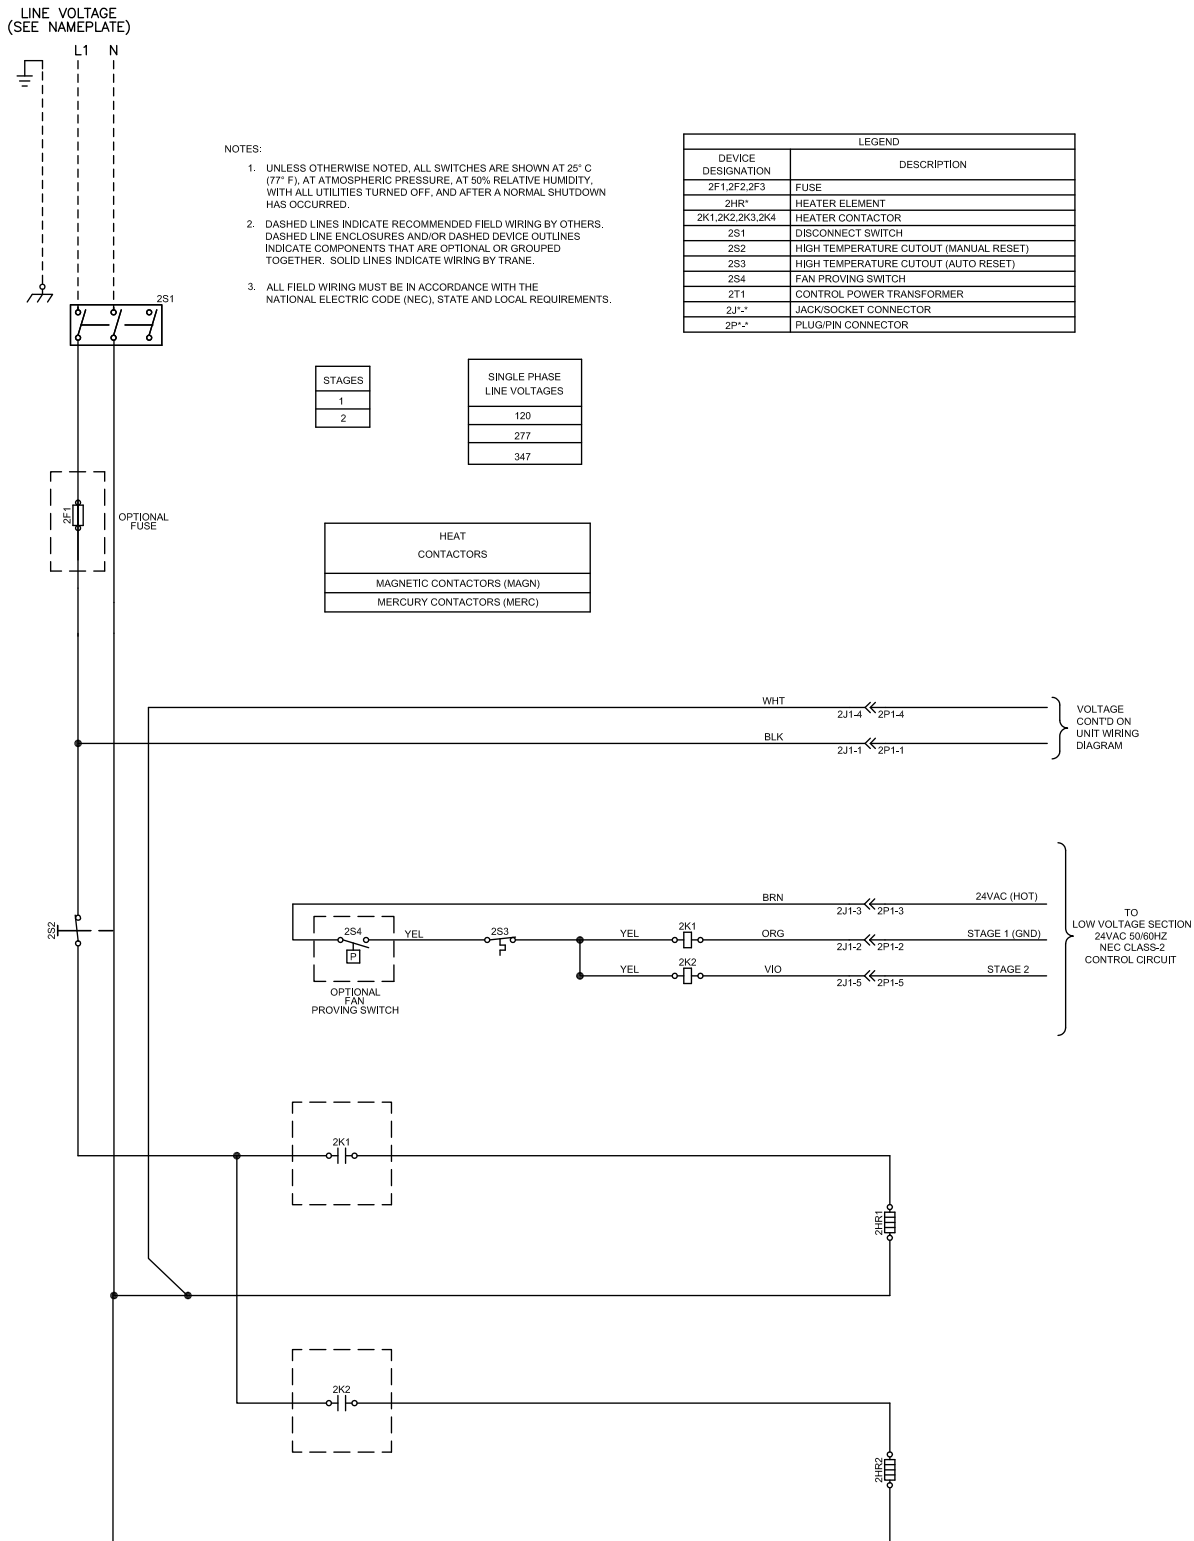 LINE VOLTAGE
(SEE NAMEPLATE)
L1 N
NOTES:
1. UNLESS OTHERWISE NOTED, ALL SWITCHES ARE SHOWN AT 25° C
(77° F), AT ATMOSPHERIC PRESSURE, AT 50% RELATIVE HUMIDITY,
WITH ALL UTILITIES TURNED OFF, AND AFTER A NORMAL SHUTDOWN
HAS OCCURRED.
2. DASHED LINES INDICATE RECOMMENDED FIELD WIRING BY OTHERS.
DASHED LINE ENCLOSURES AND/OR DASHED DEVICE OUTLINES
INDICATE COMPONENTS THAT ARE OPTIONAL OR GROUPED
TOGETHER. SOLID LINES INDICATE WIRING BY TRANE.
3. ALL FIELD WIRING MUST BE IN ACCORDANCE WITH THE
NATIONAL ELECTRIC CODE (NEC), STATE AND LOCAL REQUIREMENTS.
LEGEND
DEVICE
DESIGNATION
DESCRIPTION
2F1,2F2,2F3 FUSE
2HR* HEATER ELEMENT
2K1,2K2,2K3,2K4 HEATER CONTACTOR
2S1 DISCONNECT SWITCH
2S2 HIGH TEMPERATURE CUTOUT (MANUAL RESET)
2S3 HIGH TEMPERATURE CUTOUT (AUTO RESET)
2S4 FAN PROVING SWITCH
2T1 CONTROL POWER TRANSFORMER
2J*-* JACK/SOCKET CONNECTOR
2P*-* PLUG/PIN CONNECTOR
2S1
STAGES
1
2
SINGLE PHASE
LINE VOLTAGES
120
277
347
2F1
OPTIONAL
FUSE
HEAT
CONTACTORS
MAGNETIC CONTACTORS (MAGN)
MERCURY CONTACTORS (MERC)
WHT
2J1-4 2P1-4
BLK
2J1-1 2P1-1
VOLTAGE
CONT'D ON
UNIT WIRING
DIAGRAM
2S2
BRN
2J1-3 2P1-3
24VAC (HOT)
2S4
P
YEL
2S3
YEL
2K1
ORG
2J1-2 2P1-2
STAGE 1 (GND)
YEL
2K2
VIO
2J1-5 2P1-5
STAGE 2
OPTIONAL
FAN
PROVING SWITCH
TO
LOW VOLTAGE SECTION
24VAC 50/60HZ
NEC CLASS-2
CONTROL CIRCUIT
2K1
2HR1
2K2
2HR2